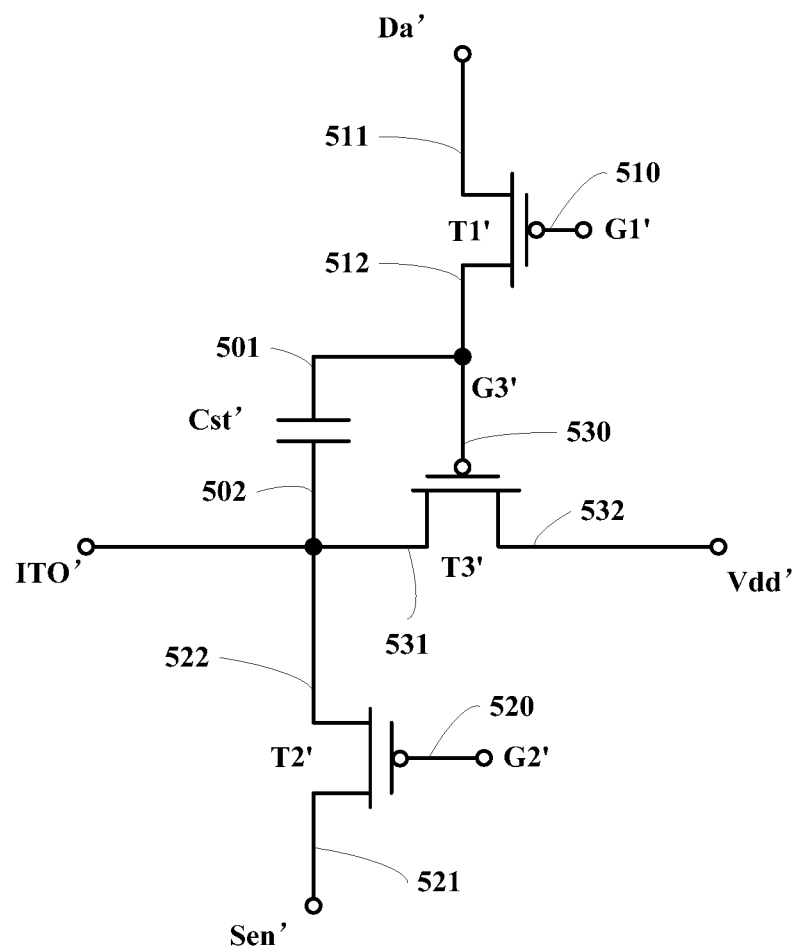 Da’
511
510
T1'
G1'
512
501
G3'
Cst’
530
502
532
ITO’
T3'
Vdd’
531
522
520
T2'
G2'
521
Sen’